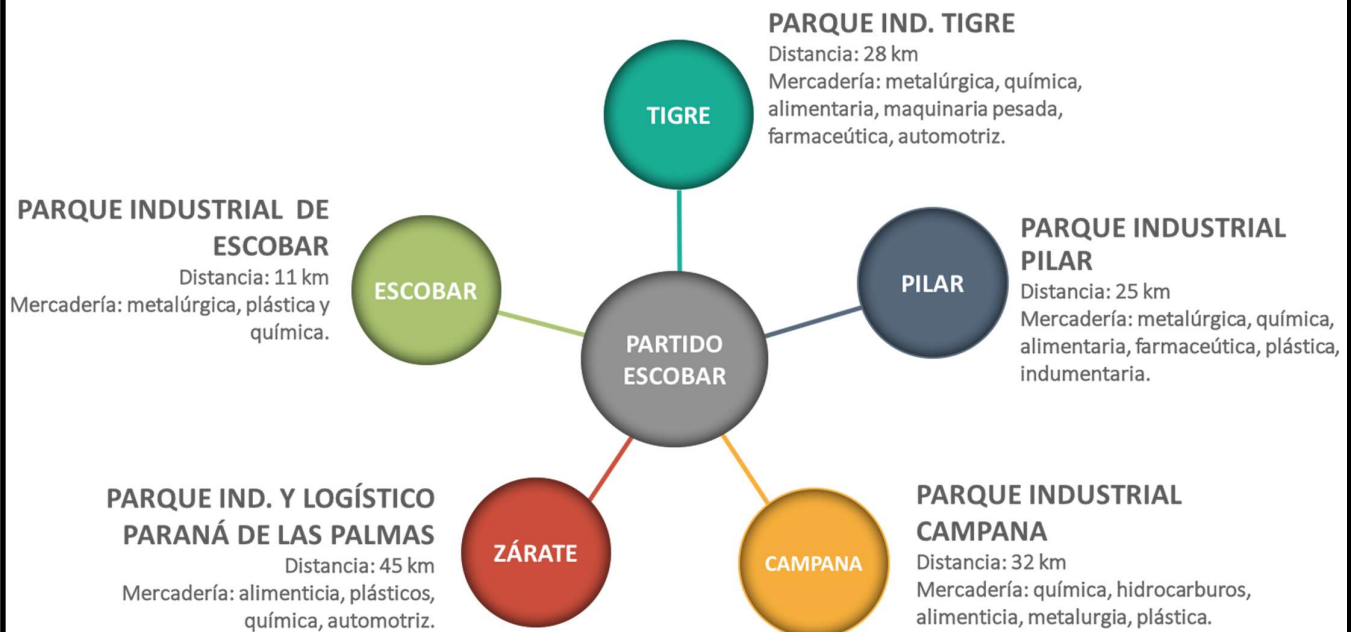 PARQUE IND. TIGRE
Distancia: 28 km
Mercadería: metalúrgica, química,
alimentaria, maquinaria pesada,
farmaceútica, automotriz.
TIGRE
PARQUE INDUSTRIAL DE
ESCOBAR
Distancia: 11 km
Mercadería: metalúrgica, plástica y
química.
ESCOBAR
PILAR
PARQUE INDUSTRIAL
PILAR
Distancia: 25 km
Mercadería: metalúrgica, química,
alimentaria, farmaceútica, plástica,
indumentaria.
PARTIDO
ESCOBAR
PARQUE IND. Y LOGÍSTICO
PARANÁ DE LAS PALMAS
Distancia: 45 km
Mercadería: alimenticia, plásticos,
química, automotriz.
ZÁRATE
CAMPANA
PARQUE INDUSTRIAL
CAMPANA
Distancia: 32 km
Mercadería: química, hidrocarburos,
alimenticia, metalurgia, plástica.